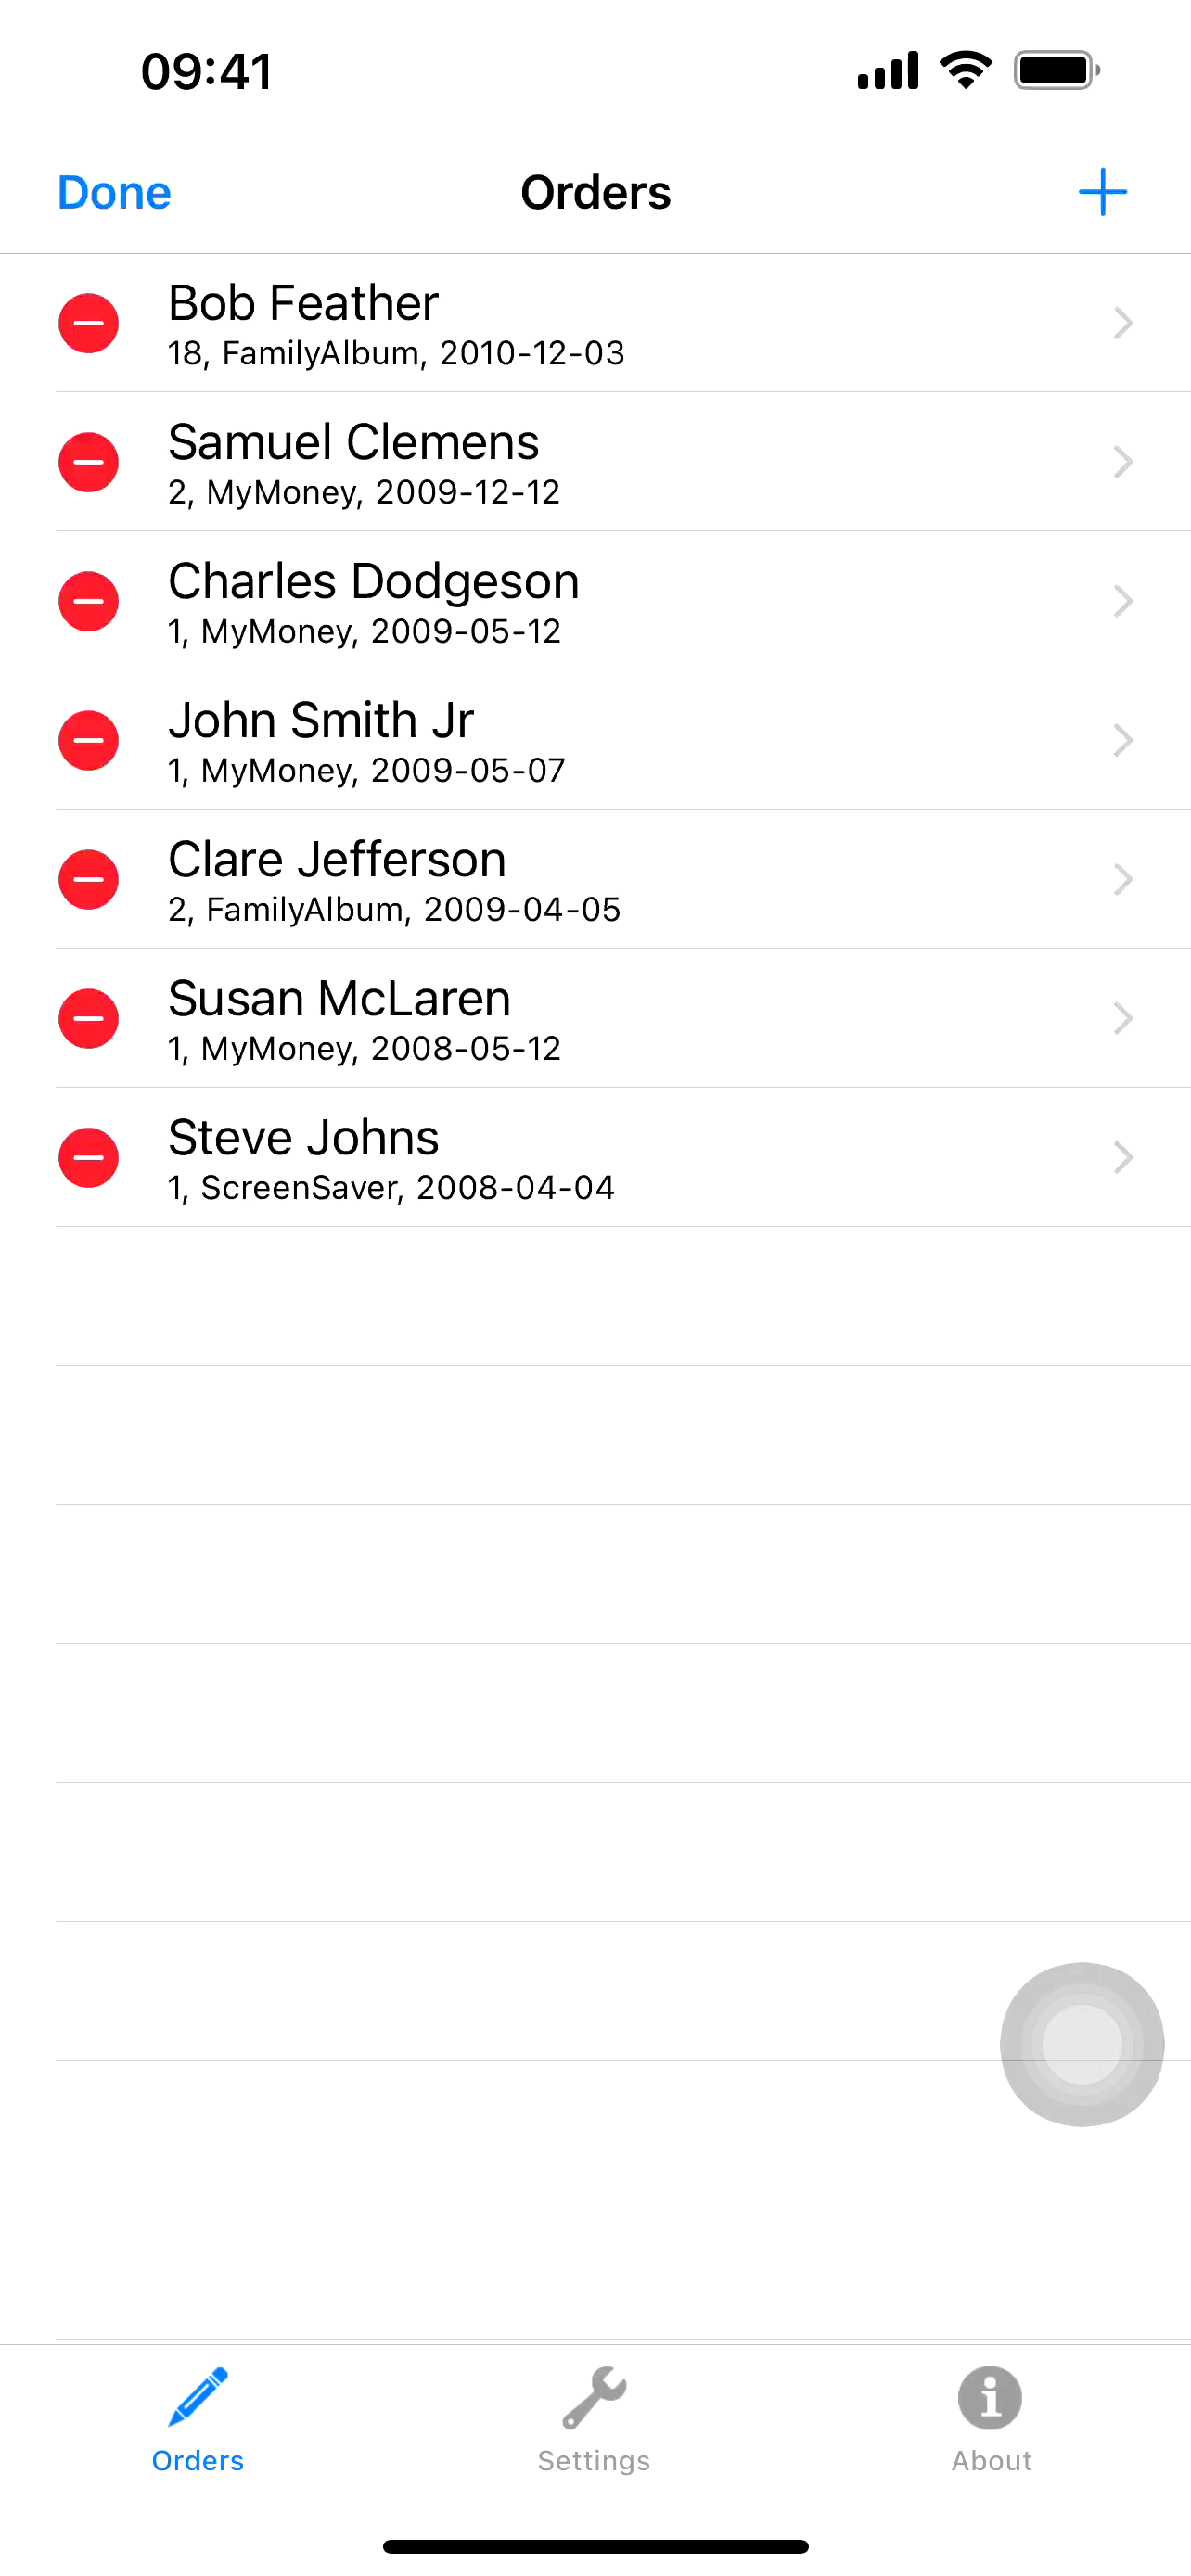 09:41
Done
Orders
Bob Feather
18, FamilyAlbum, 2010-12-03
Samuel Clemens
2, MyMoney, 2009-12-12
Charles Dodgeson
1, MyMoney, 2009-05-12
John Smith Jr
1, MyMoney, 2009-05-07
Clare Jefferson
2, FamilyAlbum, 2009-04-05
Susan McLaren
1, MyMoney, 2008-05-12
Steve Johns
1, ScreenSaver, 2008-04-04
Orders
Settings
About